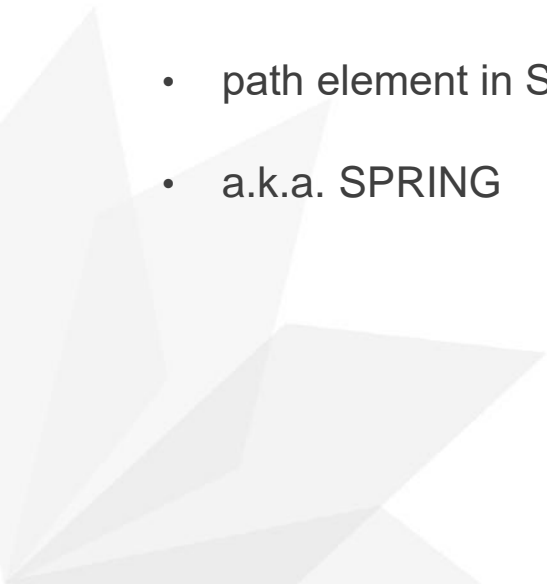 • path element in S
• a.k.a. SPRING